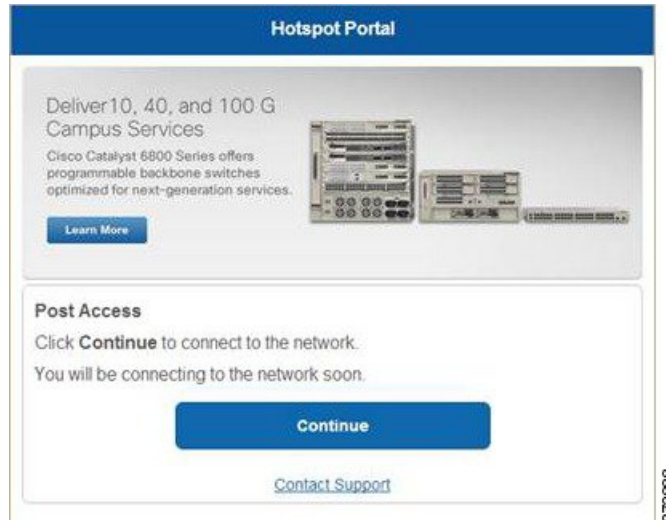 Hotspot Portal
Deliver10, 40, and 100 G
Campus Services
Cisco Catalyst 6800 Series offers
programmable backbone switches
optimized for next-generation services.
Learn More
Post Access
Click Continue to connect to the network.
You will be connecting to the network soon.
Continue
Contact Support